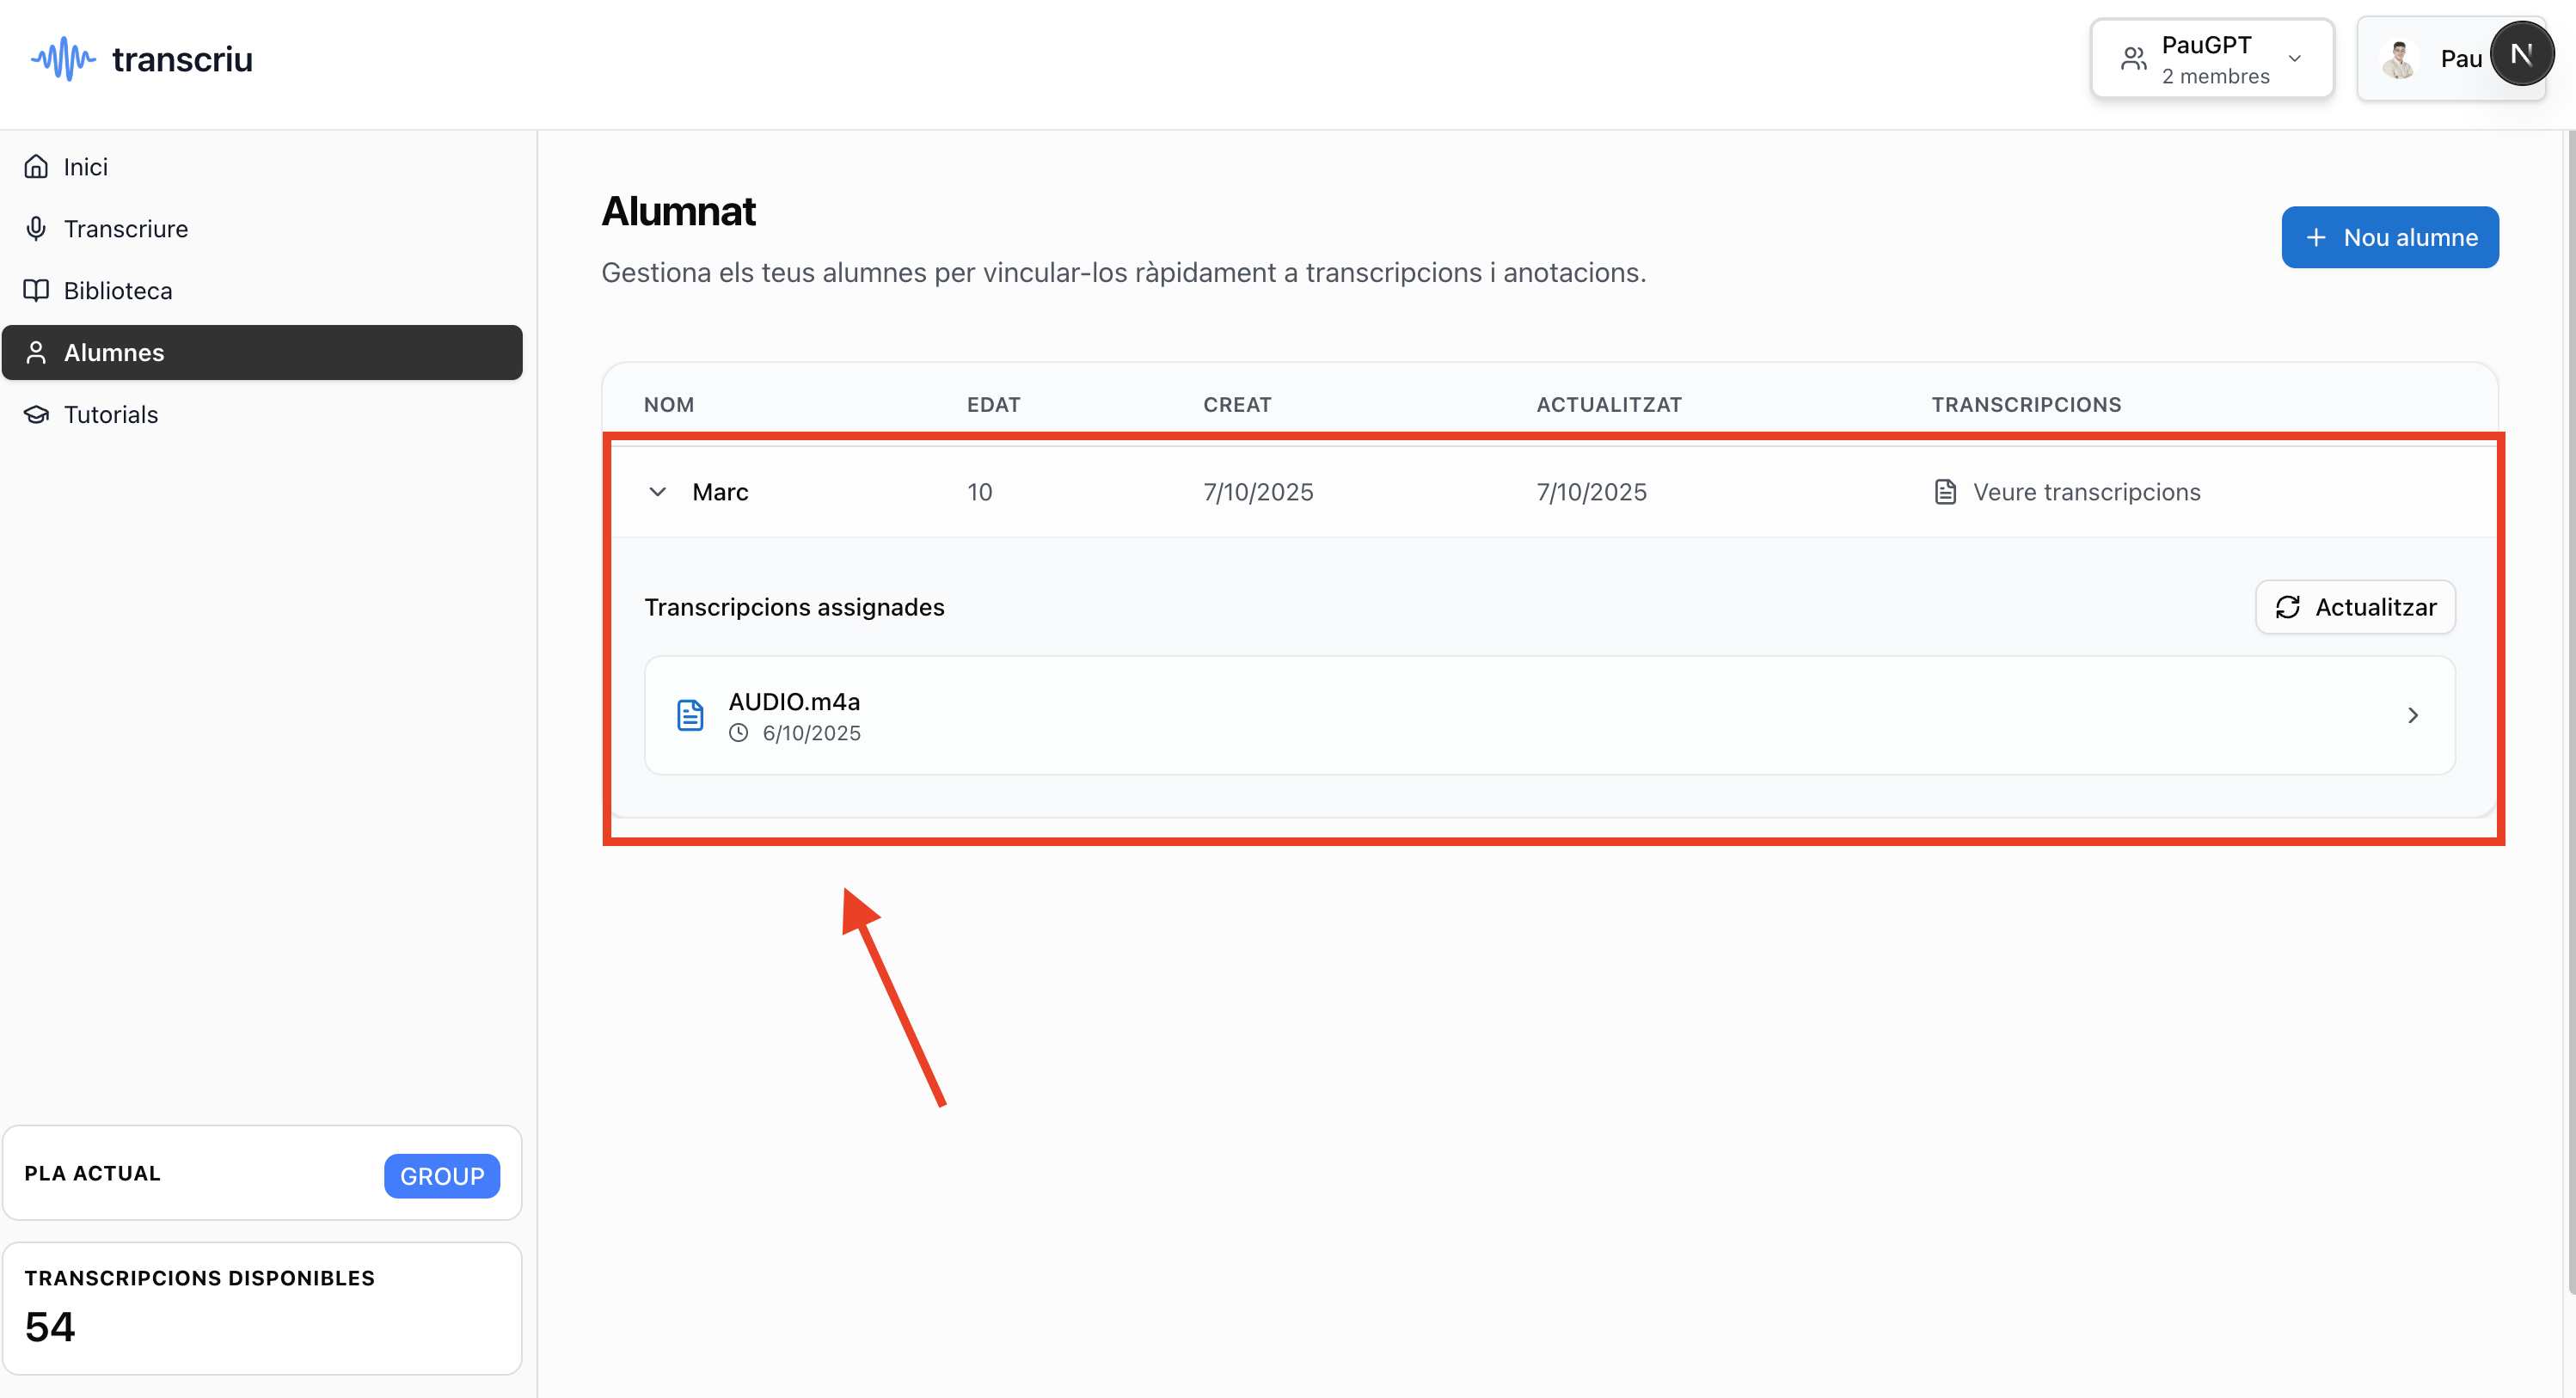 transcriu
PauGPT
2 membres
Pau
N
Inici
Transcriure
Biblioteca
Alumnes
Tutorials
Alumnat
Gestiona els teus alumnes per vincular-los ràpidament a transcripcions i anotacions.
Nou alumne
NOM EDAT CREAT ACTUALITZAT TRANSCRIPCIONS
Marc 10 7/10/2025 7/10/2025 Veure transcripcions
Transcripcions assignades
Actualitzar
AUDIO.m4a
6/10/2025
PLA ACTUAL GROUP
TRANSCRIPCIONS DISPONIBLES
54